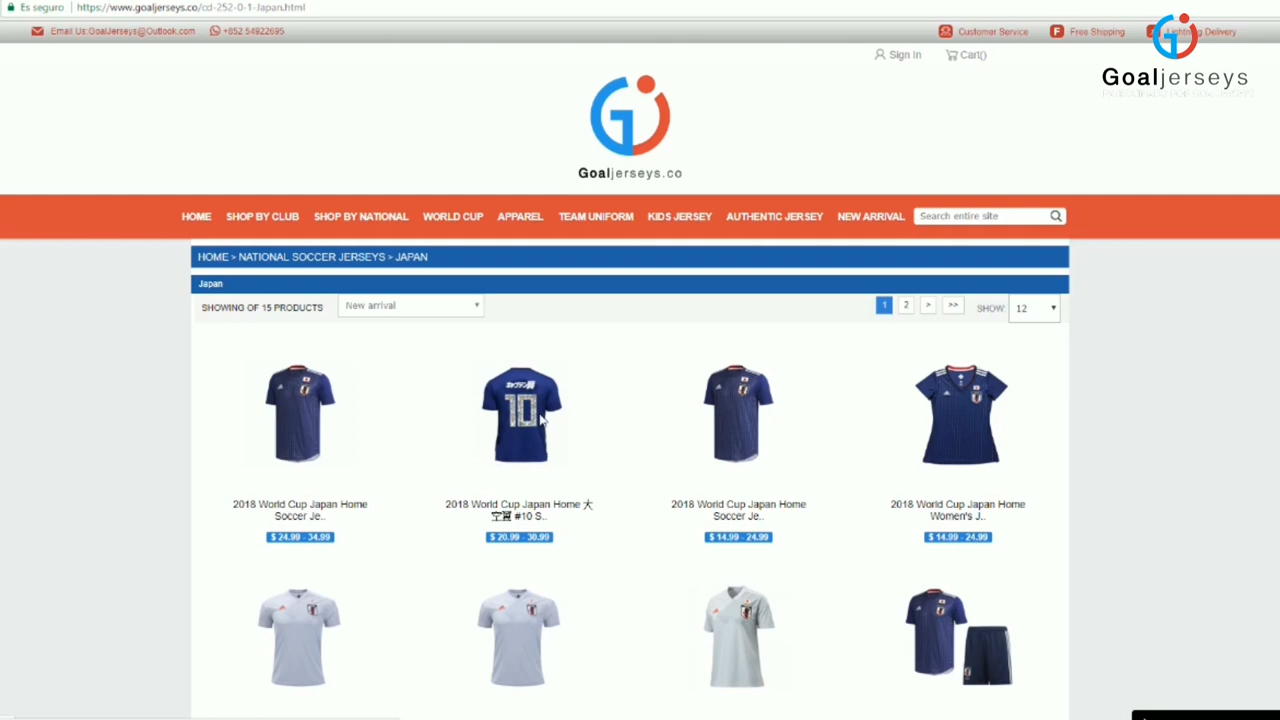 Es seguro | https://www.goaljerseys.co/cd-252-0-1-Japan.html
Email Us:GoalJerseys@Outlook.com +852 54922695 Customer Service F Free Shipping Delivery
Sign In Cart()
Goaljerseys
Goaljerseys.co
HOME SHOP BY CLUB SHOP BY NATIONAL WORLD CUP APPAREL TEAM UNIFORM KIDS JERSEY AUTHENTIC JERSEY NEW ARRIVAL Search entire site
HOME > NATIONAL SOCCER JERSEYS > JAPAN
Japan
SHOWING OF 15 PRODUCTS New arrival 1 2 > >> SHOW: 12
10
2018 World Cup Japan Home
Soccer Je..
$ 24.99 - 34.99
2018 World Cup Japan Home 大
空翼 #10 S..
$ 20.99 - 30.99
2018 World Cup Japan Home
Soccer Je..
$ 14.99 - 24.99
2018 World Cup Japan Home
Women's J..
$ 14.99 - 24.99